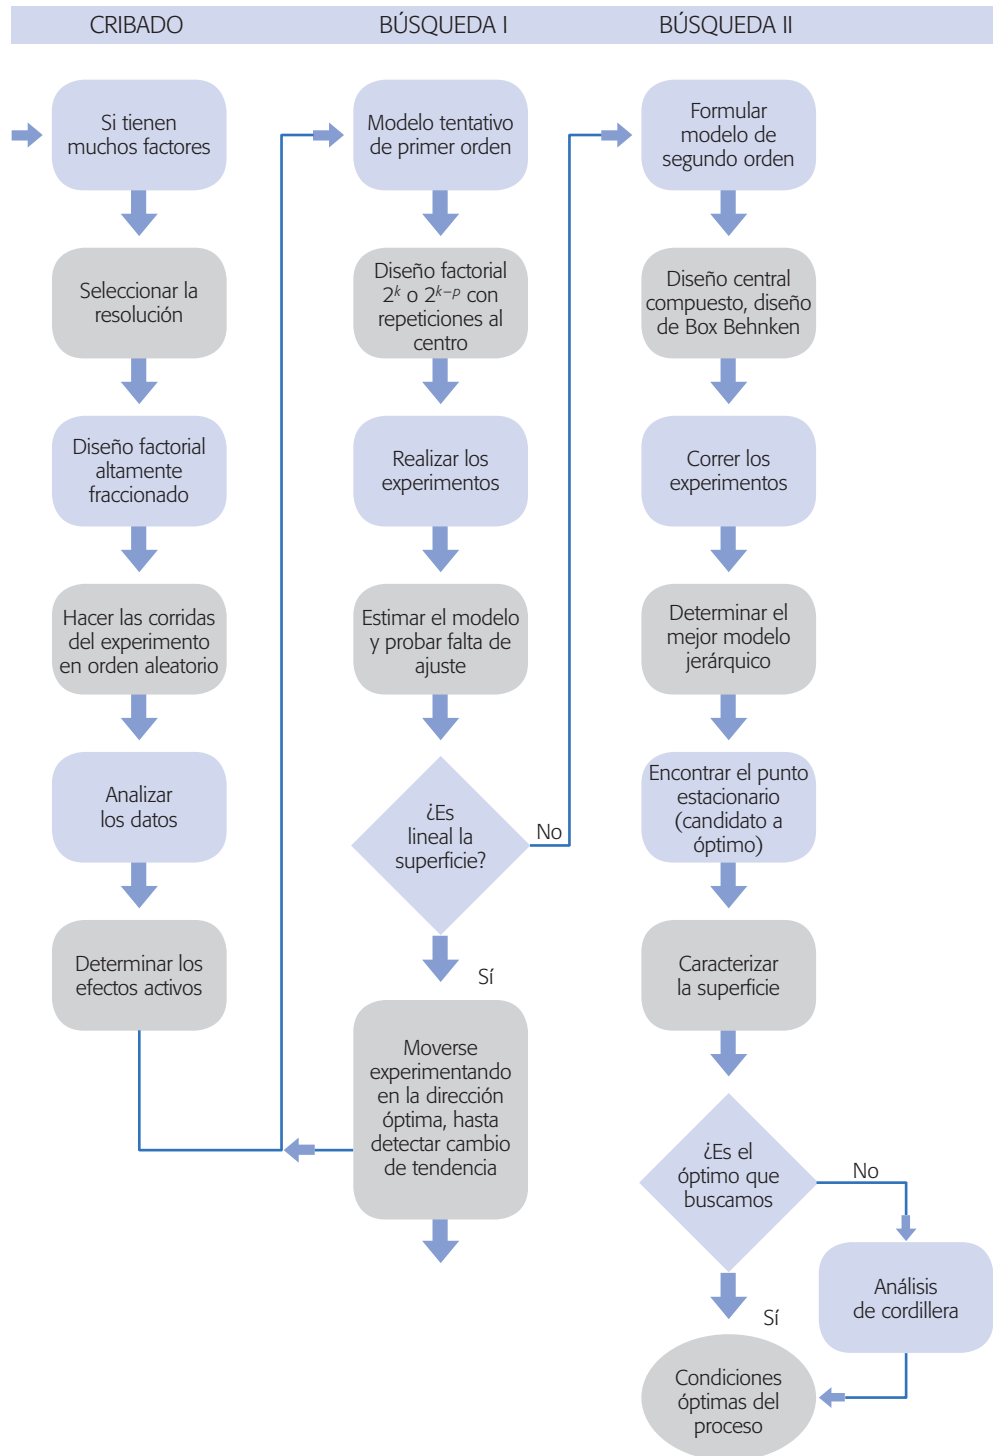 CRIBADO
BÚSQUEDA I
BÚSQUEDA II
Si tienen
muchos factores
Seleccionar la
resolución
Diseño factorial
altamente
fraccionado
Hacer las corridas
del experimento
en orden aleatorio
Analizar
los datos
Determinar los
efectos activos
Modelo tentativo
de primer orden
Diseño factorial
2^k o 2^{k–p} con
repeticiones al
centro
Realizar los
experimentos
Estimar el modelo
y probar falta de
ajuste
¿Es
lineal la
superficie?
No
Sí
Moverse
experimentando
en la dirección
óptima, hasta
detectar cambio
de tendencia
Formular
modelo de
segundo orden
Diseño central
compuesto, diseño
de Box Behnken
Correr los
experimentos
Determinar el
mejor modelo
jerárquico
Encontrar el punto
estacionario
(candidato a
óptimo)
Caracterizar
la superficie
¿Es el
óptimo que
buscamos
No
Análisis
de cordillera
Sí
Condiciones
óptimas del
proceso